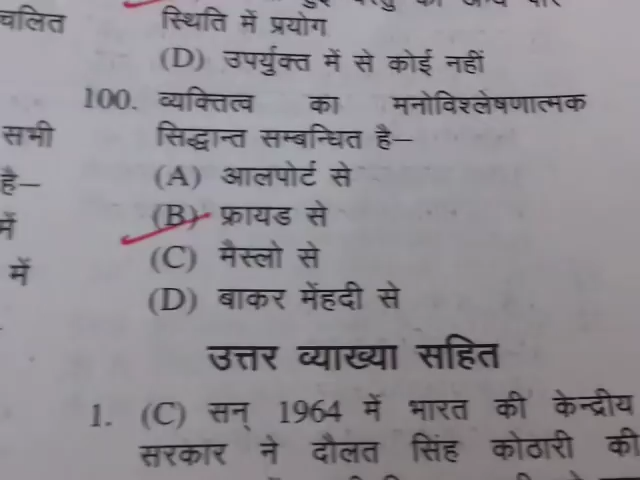 चलित
सभी
है—
में
में
स्थिति में प्रयोग
(D) उपर्युक्त में से कोई नहीं
100. व्यक्तित्व का मनोविश्लेषणात्मक
सिद्धान्त सम्बन्धित है—
(A) आलपोर्ट से
(B) फ्रायड से
(C) मैस्लो से
(D) बाकर मेंहदी से
उत्तर व्याख्या सहित
1. (C) सन् 1964 में भारत की केन्द्रीय
सरकार ने दौलत सिंह कोठारी की